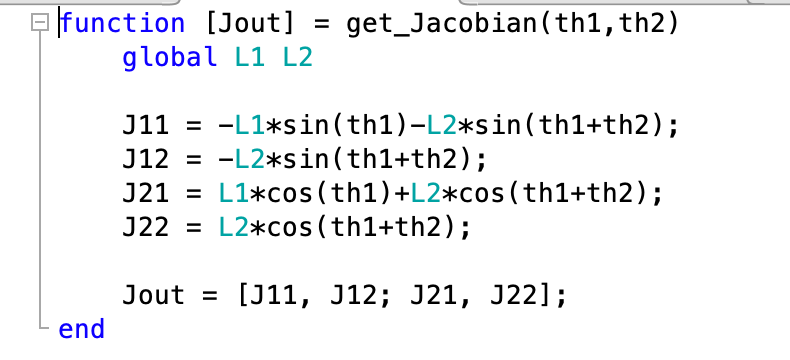 function [Jout] = get_Jacobian(th1,th2)
global L1 L2
J11 = -L1*sin(th1)-L2*sin(th1+th2);
J12 = -L2*sin(th1+th2);
J21 = L1*cos(th1)+L2*cos(th1+th2);
J22 = L2*cos(th1+th2);
Jout = [J11, J12; J21, J22];
end